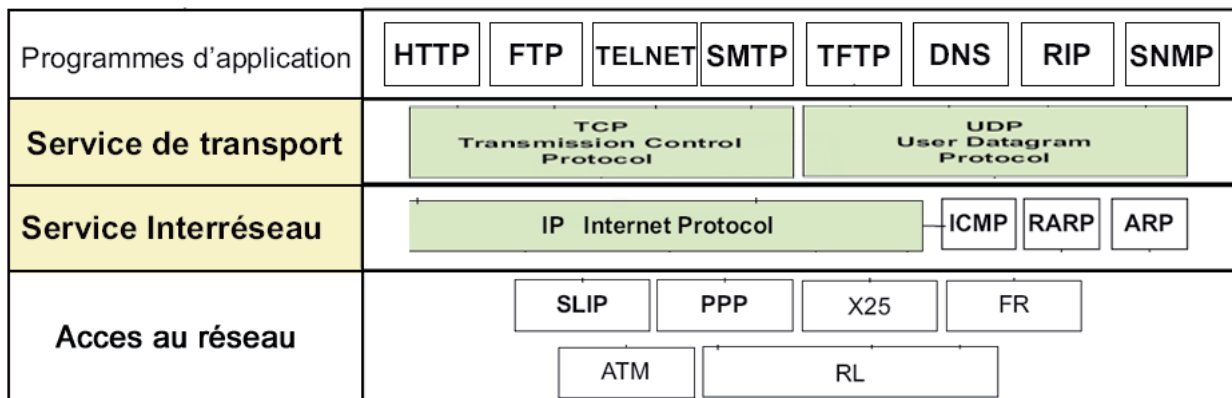 Programmes d'application
HTTP FTP TELNET SMTP TFTP DNS RIP SNMP
Service de transport
TCP
Transmission Control
Protocol
UDP
User Datagram
Protocol
Service Interréseau
IP Internet Protocol
ICMP RARP ARP
Acces au réseau
SLIP PPP X25 FR
ATM RL